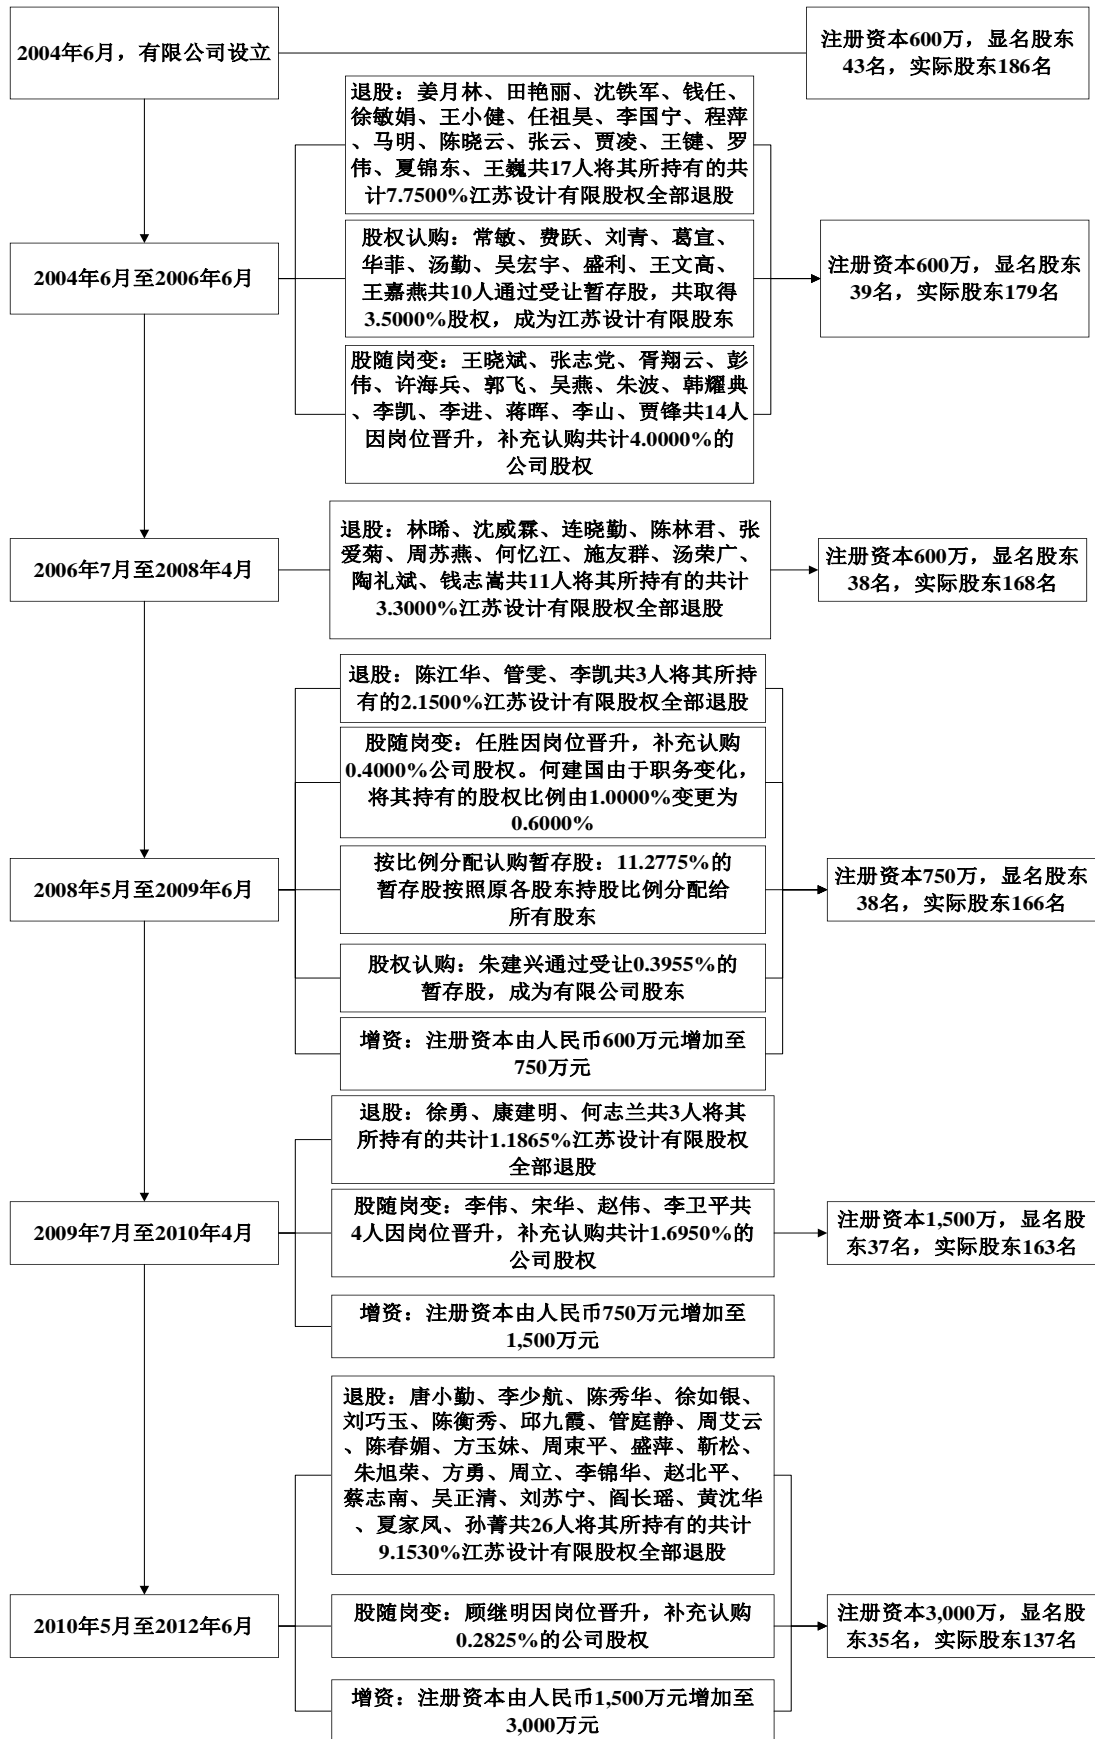 2004年6月，有限公司设立
注册资本600万，显名股东
43名，实际股东186名
退股：姜月林、田艳丽、沈铁军、钱任、
徐敏娟、王小健、任祖昊、李国宁、程萍
、马明、陈晓云、张云、贾凌、王键、罗
伟、夏锦东、王巍共17人将其所持有的共
计7.7500%江苏设计有限股权全部退股
2004年6月至2006年6月
股权认购：常敏、费跃、刘青、葛宣、
华菲、汤勤、吴宏宇、盛利、王文高、
王嘉燕共10人通过受让暂存股，共取得
3.5000%股权，成为江苏设计有限股东
注册资本600万，显名股东
39名，实际股东179名
股随岗变：王晓斌、张志党、胥翔云、彭
伟、许海兵、郭飞、吴燕、朱波、韩耀典
、李凯、李进、蒋晖、李山、贾锋共14人
因岗位晋升，补充认购共计4.0000%的
公司股权
2006年7月至2008年4月
退股：林晞、沈威霖、连晓勤、陈林君、张
爱菊、周苏燕、何忆江、施友群、汤荣广、
陶礼斌、钱志嵩共11人将其所持有的共计
3.3000%江苏设计有限股权全部退股
注册资本600万，显名股东
38名，实际股东168名
退股：陈江华、管雯、李凯共3人将其所持
有的2.1500%江苏设计有限股权全部退股
股随岗变：任胜因岗位晋升，补充认购
0.4000%公司股权。何建国由于职务变化，
将其持有的股权比例由1.0000%变更为
0.6000%
2008年5月至2009年6月
按比例分配认购暂存股：11.2775%的
暂存股按照原各股东持股比例分配给
所有股东
注册资本750万，显名股东
38名，实际股东166名
股权认购：朱建兴通过受让0.3955%的
暂存股，成为有限公司股东
增资：注册资本由人民币600万元增加至
750万元
退股：徐勇、康建明、何志兰共3人将其
所持有的共计1.1865%江苏设计有限股权
全部退股
2009年7月至2010年4月
股随岗变：李伟、宋华、赵伟、李卫平共
4人因岗位晋升，补充认购共计1.6950%的
公司股权
注册资本1,500万，显名股
东37名，实际股东163名
增资：注册资本由人民币750万元增加至
1,500万元
退股：唐小勤、李少航、陈秀华、徐如银、
刘巧玉、陈衡秀、邱九霞、管庭静、周艾云
、陈春媚、方玉妹、周束平、盛萍、靳松、
朱旭荣、方勇、周立、李锦华、赵北平、
蔡志南、吴正清、刘苏宁、阎长瑶、黄沈华
、夏家凤、孙菁共26人将其所持有的共计
9.1530%江苏设计有限股权全部退股
2010年5月至2012年6月
股随岗变：顾继明因岗位晋升，补充认购
0.2825%的公司股权
注册资本3,000万，显名股
东35名，实际股东137名
增资：注册资本由人民币1,500万元增加至
3,000万元